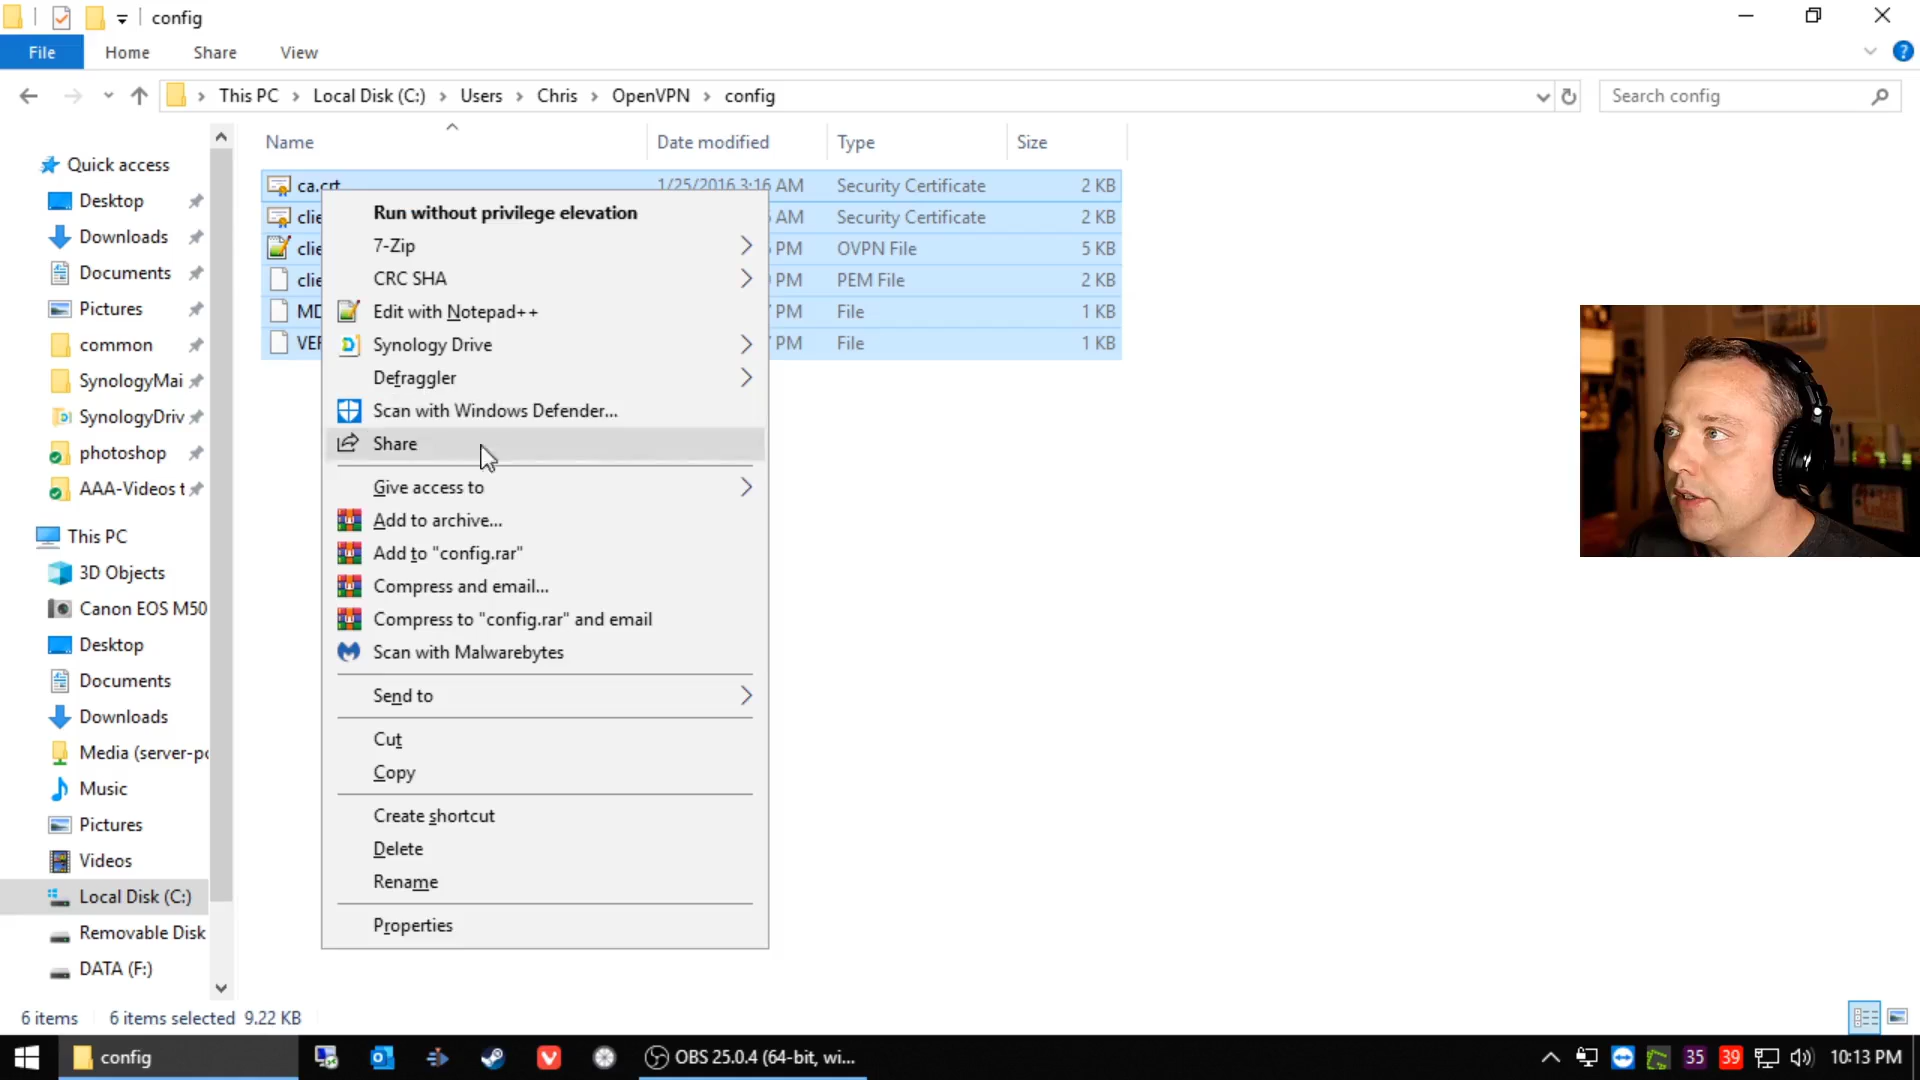 config
File Home Share View
This PC Local Disk (C:) Users Chris OpenVPN config
Search config
Name Date modified Type Size
Quick access
Desktop
Downloads
Documents
Pictures
common
SynologyMai
SynologyDriv
photoshop
AAA-Videos t
This PC
3D Objects
Canon EOS M50
Desktop
Documents
Downloads
Media (server-pc
Music
Pictures
Videos
Local Disk (C:)
Removable Disk
DATA (F:)
ca.crt 1/25/2016 3:16 AM Security Certificate 2 KB
clie AM Security Certificate 2 KB
clie PM OVPN File 5 KB
clie PM PEM File 2 KB
MD PM File 1 KB
VER PM File 1 KB
Run without privilege elevation
7-Zip
CRC SHA
Edit with Notepad++
Synology Drive
Defraggler
Scan with Windows Defender...
Share
Give access to
Add to archive...
Add to "config.rar"
Compress and email...
Compress to "config.rar" and email
Scan with Malwarebytes
Send to
Cut
Copy
Create shortcut
Delete
Rename
Properties
6 items 6 items selected 9.22 KB
config
OBS 25.0.4 (64-bit, wi...
35 39 10:13 PM